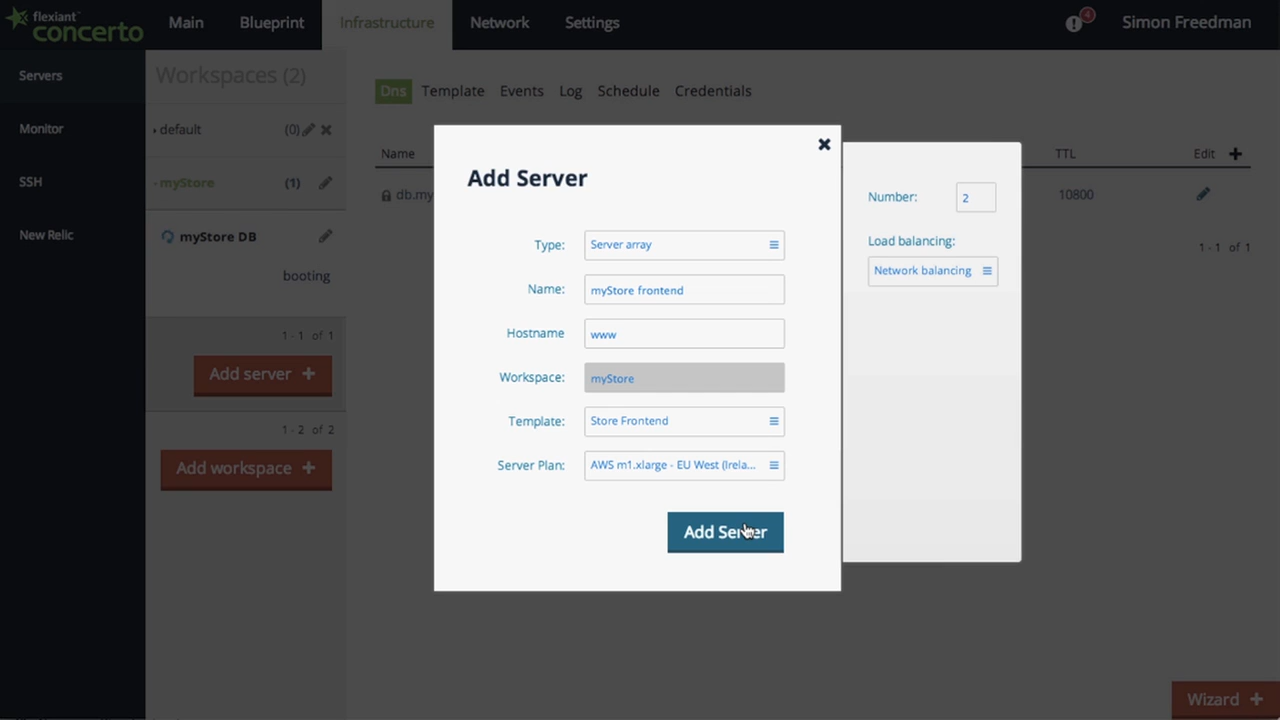 flexiant™
concerto
Main
Blueprint
Infrastructure
Network
Settings
4
Simon Freedman
Servers
Monitor
SSH
New Relic
Workspaces (2)
default (0)
- myStore (1)
myStore DB
booting
1 - 1 of 1
Add server +
1 - 2 of 2
Add workspace +
Dns Template Events Log Schedule Credentials
Name TTL Edit
db.my 10800
1 - 1 of 1
Add Server
Type: Server array
Name: myStore frontend
Hostname www
Workspace: myStore
Template: Store Frontend
Server Plan: AWS m1.xlarge - EU West (Irela...
Add Server
Number: 2
Load balancing:
Network balancing
Wizard +